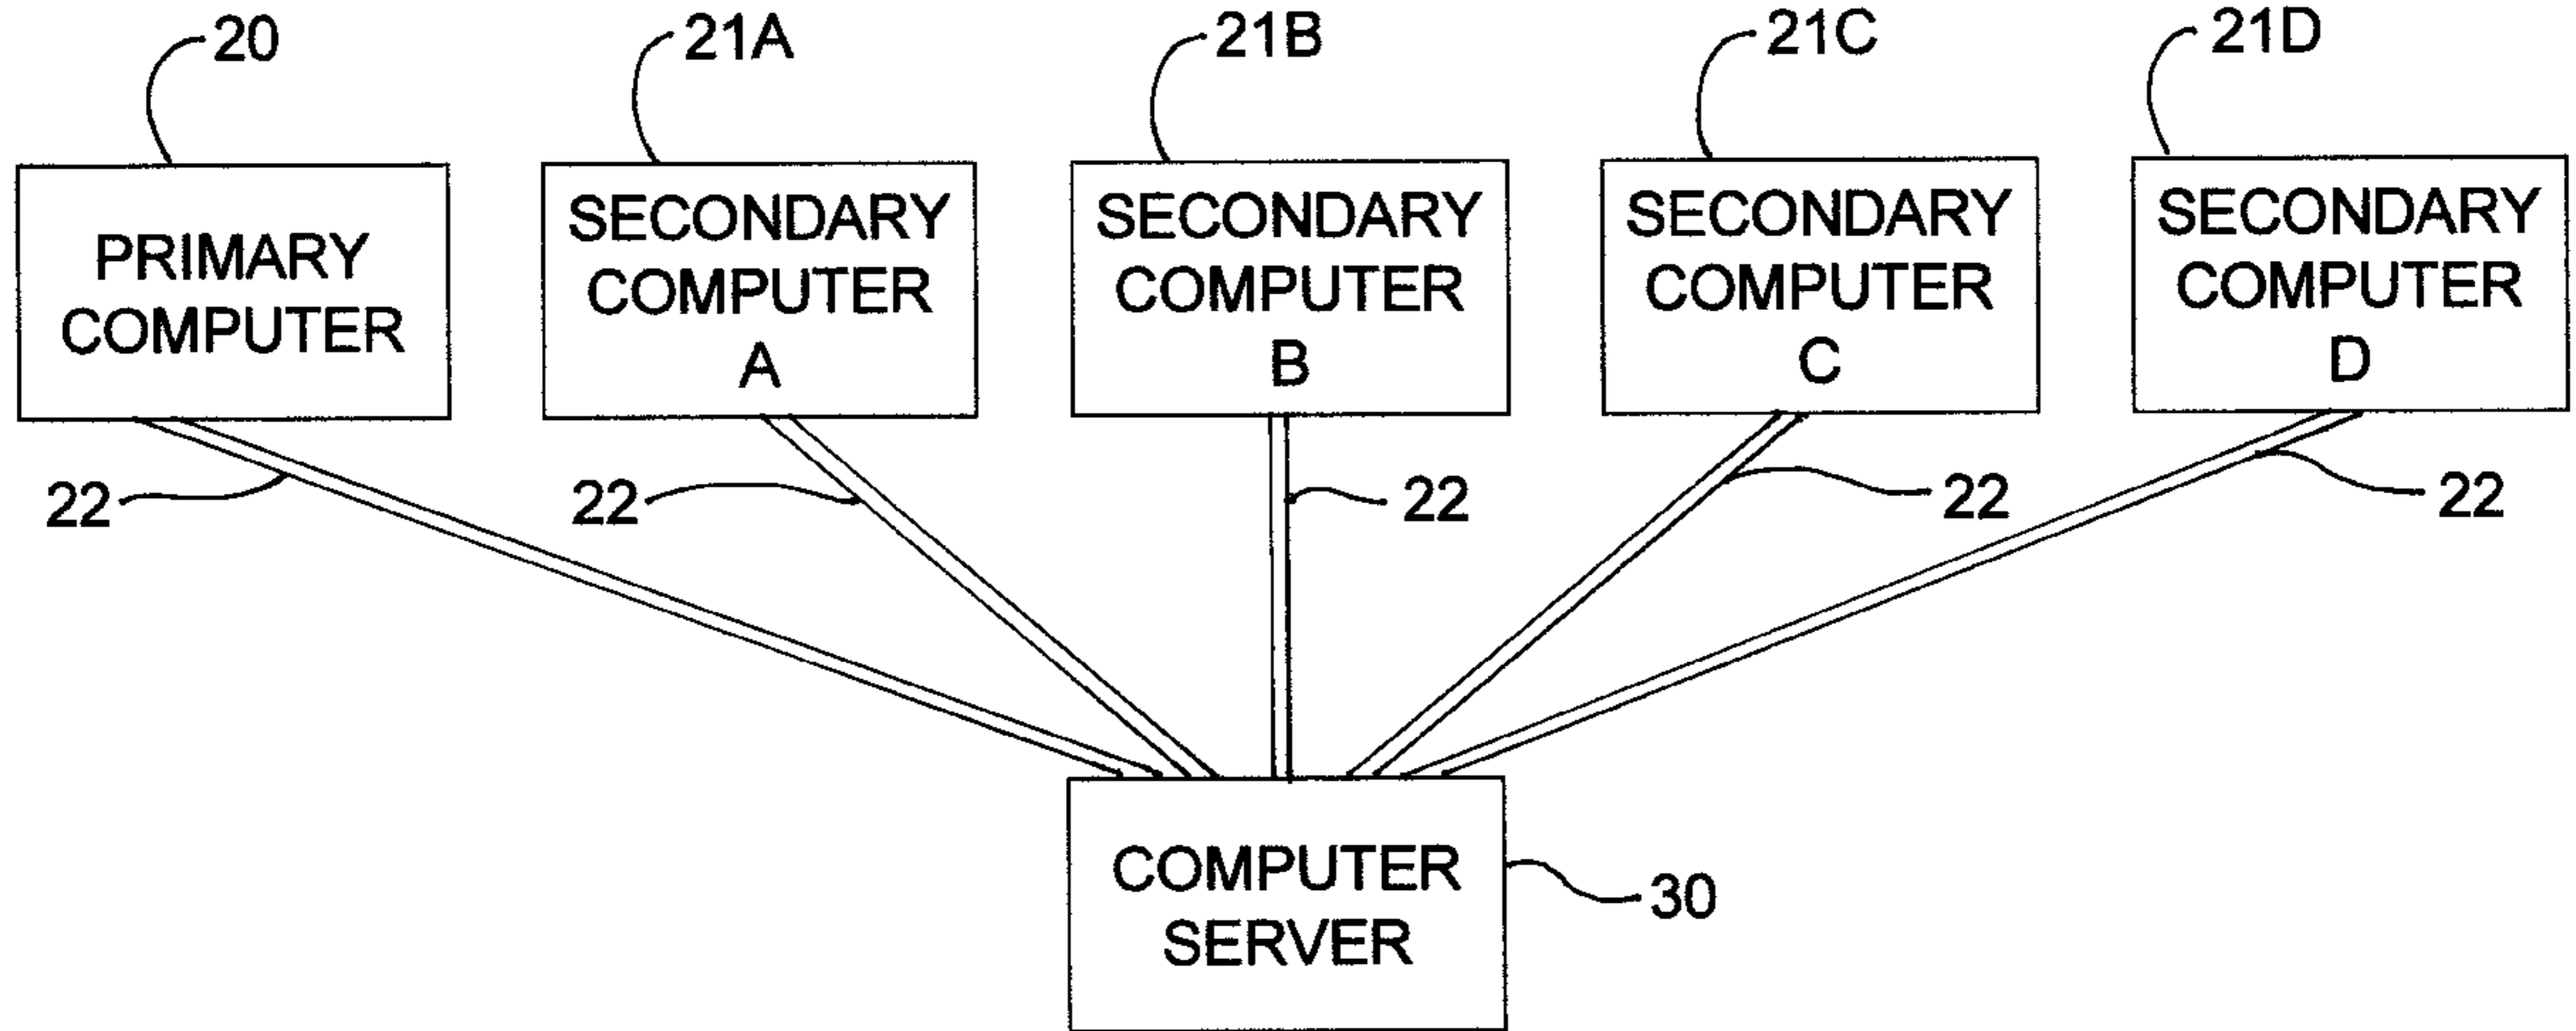 20
21A
21B
21C
21D
PRIMARY
COMPUTER
SECONDARY
COMPUTER
A
SECONDARY
COMPUTER
B
SECONDARY
COMPUTER
C
SECONDARY
COMPUTER
D
22
22
22
22
22
COMPUTER
SERVER
30